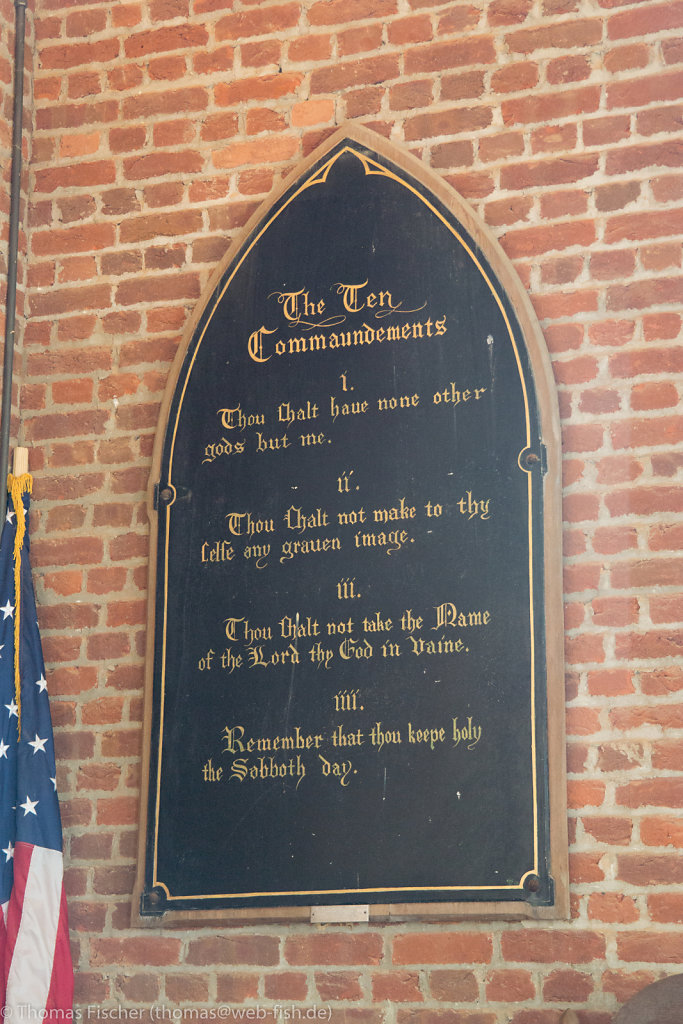 The Ten
Commaundements
i.
Thou ſhalt haue none other
gods but me.
ii.
Thou ſhalt not make to thy
ſelfe any grauen image.
iii.
Thou ſhalt not take the Name
of the Lord thy God in vaine.
iiii.
Remember that thou keepe holy
the Sabboth day.
© Thomas Fischer (thomas@web-fish.de)